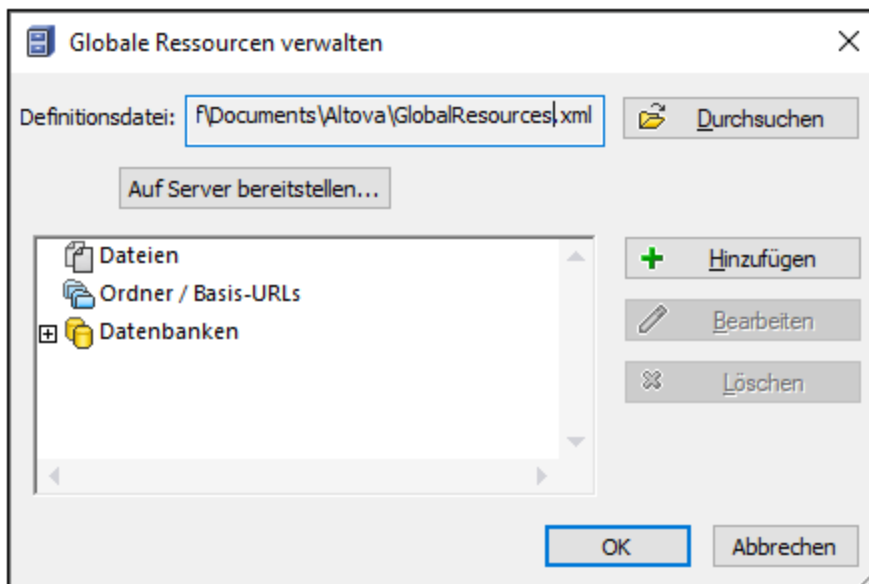 Globale Ressourcen verwalten
Definitionsdatei: f\Documents\Altova\GlobalResources.xml Durchsuchen
Auf Server bereitstellen...
Dateien
Ordner / Basis-URLs
Datenbanken
Hinzufügen
Bearbeiten
Löschen
OK Abbrechen